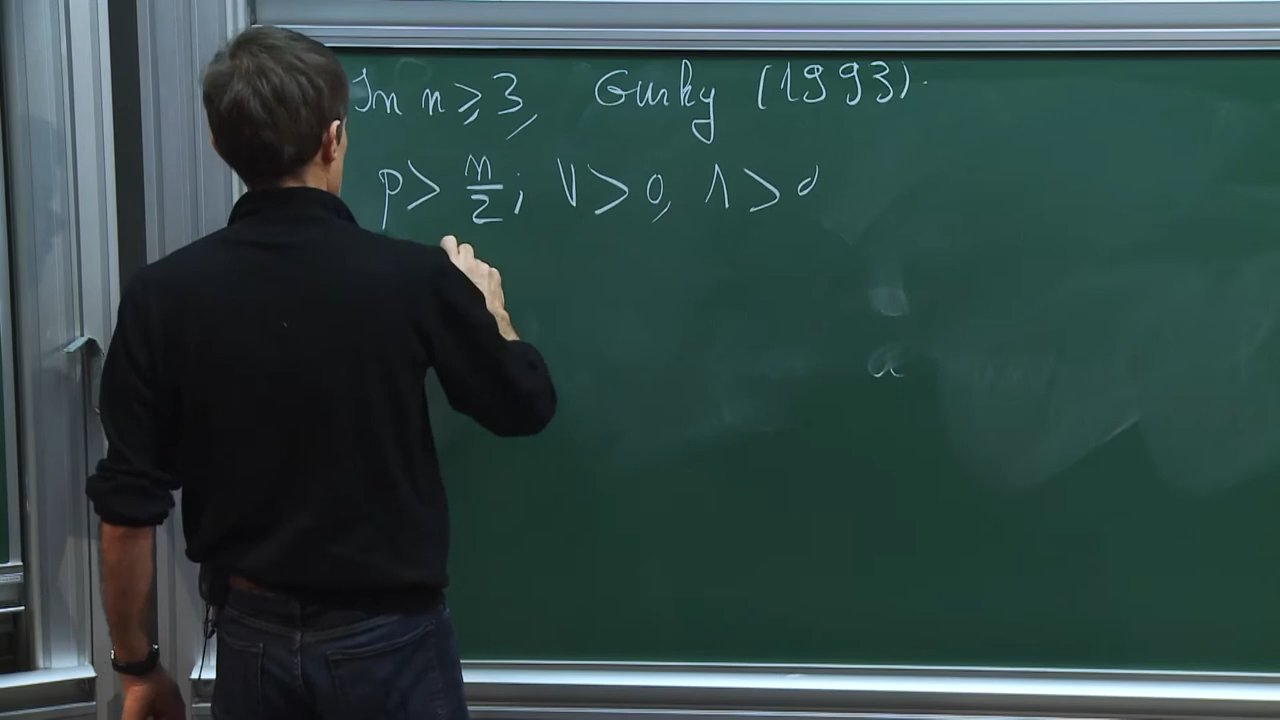 In n ⩾ 3, Gursky (1993).
p > n/2; V > 0, Λ > 0
a